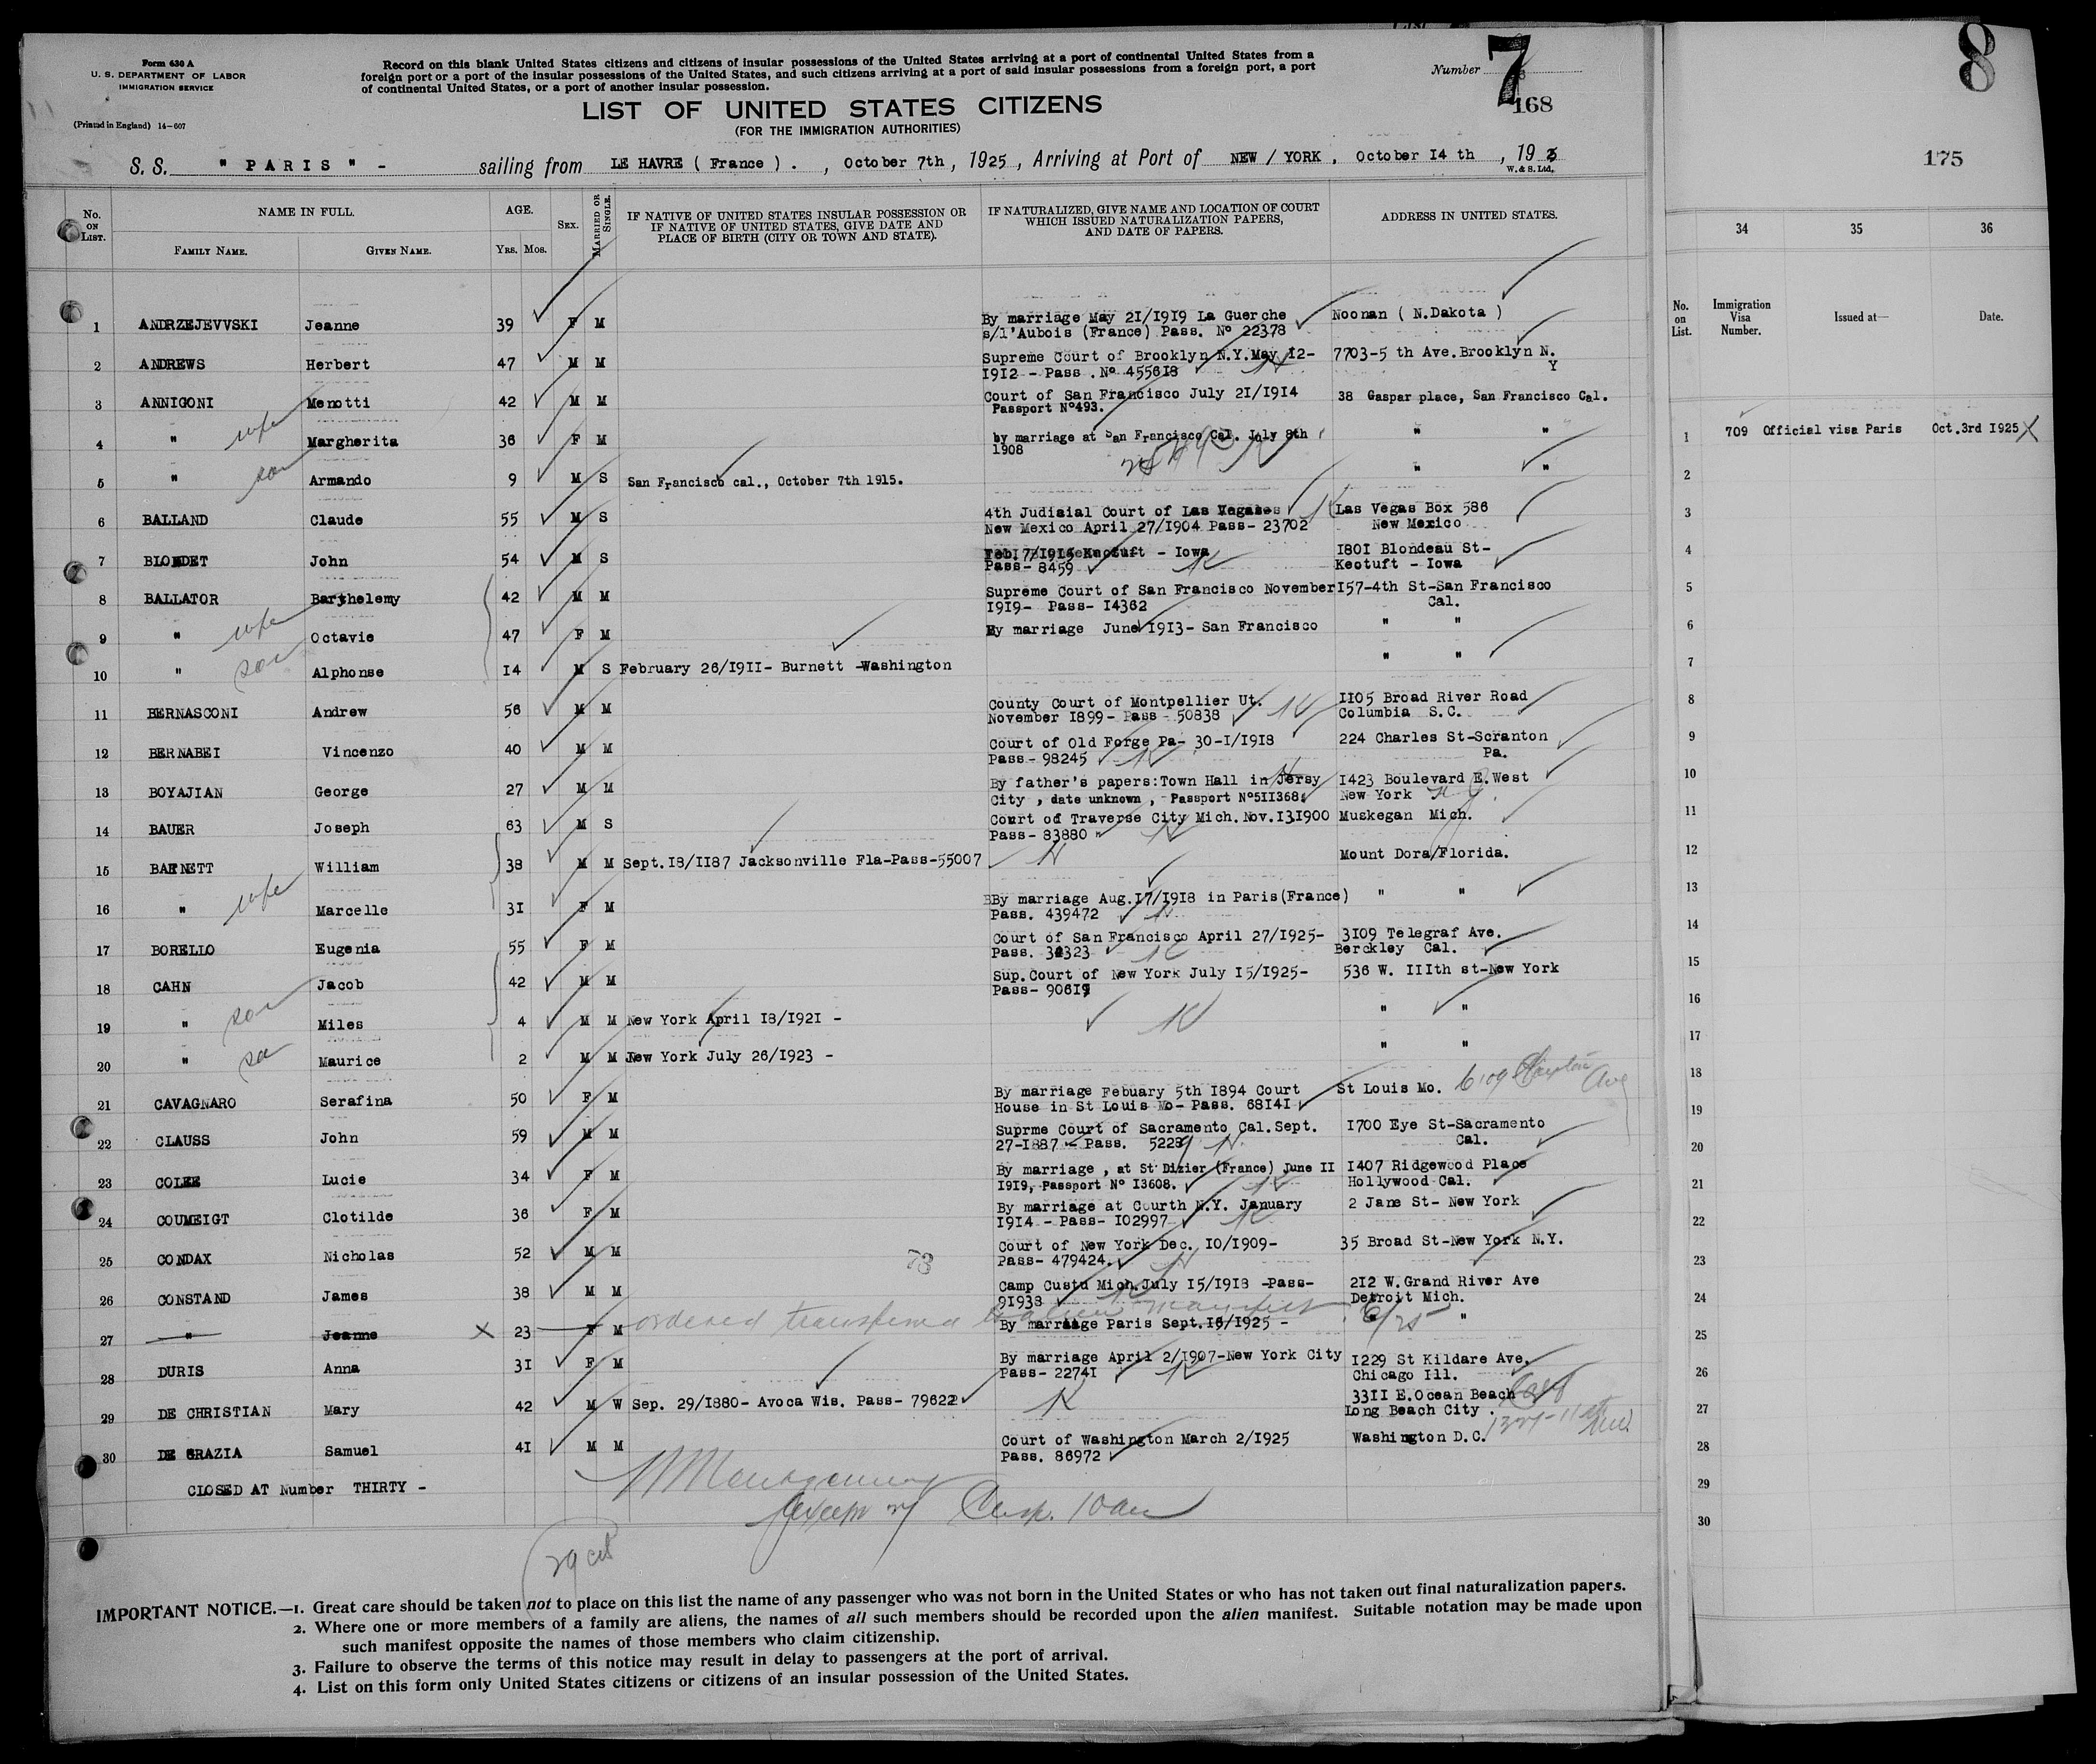 Form 630 A
U. S. DEPARTMENT OF LABOR
IMMIGRATION SERVICE
(Printed in England) 14-607
Record on this blank United States citizens and citizens of insular possessions of the United States arriving at a port of continental United States from a
foreign port or a port of the insular possessions of the United States, and such citizens arriving at a port of said insular possessions from a foreign port, a port
of continental United States, or a port of another insular possession.
LIST OF UNITED STATES CITIZENS
(FOR THE IMMIGRATION AUTHORITIES)
Number 7
168
S. S. " PARIS " - sailing from LE HAVRE ( France ) . , October 7th , 1925 , Arriving at Port of NEW / YORK , October 14 th , 19
W. & S. Ltd.
No. on List. NAME IN FULL. AGE. Sex. Married or Single. IF NATIVE OF UNITED STATES INSULAR POSSESSION OR IF NATIVE OF UNITED STATES, GIVE DATE AND PLACE OF BIRTH (CITY OR TOWN AND STATE). IF NATURALIZED, GIVE NAME AND LOCATION OF COURT WHICH ISSUED NATURALIZATION PAPERS, AND DATE OF PAPERS. ADDRESS IN UNITED STATES.
Family Name. Given Name. Yrs. Mos.
1 ANDRZEJEVVSKI Jeanne 39 F M By marriage May 21/1919 La Guerche s/l'Aubois (France) Pass. N° 22378 Noonan ( N.Dakota )
2 ANDREWS Herbert 47 M M Supreme Court of Brooklyn N.Y. May 12- 1912 - Pass . N° 455618 7703-5 th Ave. Brooklyn N. Y
3 ANNIGONI Menotti 42 M M Court of San Francisco July 21/1914 Passport N°493. 38 Gaspar place, San Francisco Cal.
4 " wife Margherita 36 F M by marriage at San Francisco Cal. July 8th 1908 " "
5 " son Armando 9 M S San Francisco cal., October 7th 1915. " "
6 BALLAND Claude 55 M S 4th Judisial Court of Las Vegas New Mexico April 27/1904 Pass- 23702 Las Vegas Box 586 New Mexico
7 BLONDET John 54 M S Keotuft - Iowa Pass- 8459 1801 Blondeau St- Keotuft - Iowa
8 BALLATOR Barthelemy 42 M M Supreme Court of San Francisco November 1919- Pass- 14362 157-4th St-San Francisco Cal.
9 " wife Octavie 47 F M By marriage June 1913- San Francisco " "
10 " son Alphonse 14 M S February 26/1911- Burnett -Washington " "
11 BERNASCONI Andrew 56 M M County Court of Montpellier Ut. November 1899- Pass - 50838 1105 Broad River Road Columbia S.C.
12 BERNABEI Vincenzo 40 M M Court of Old Forge Pa- 30-1/1918 Pass- 98245 224 Charles St-Scranton Pa.
13 BOYAJIAN George 27 M M By father's papers:Town Hall in Jersy City , date unknown , Passport N°511368. 1423 Boulevard E. West New York N J.
14 BAUER Joseph 63 M S Court of Traverse City Mich. Nov. 13.1900 Pass- 83880 Muskegan Mich.
15 BARNETT William 38 M M Sept. 18/1187 Jacksonville Fla-Pass-55007 Mount Dora/Florida.
16 " wife Marcelle 31 F M By marriage Aug. 17/1918 in Paris (France) Pass. 439472 " "
17 BORELLO Eugenia 55 F M Court of San Francisco April 27/1925- Pass. 3 323 3109 Telegraf Ave. Berckley Cal.
18 CAHN Jacob 42 M M Sup. Court of New York July 15/1925- Pass- 90619 536 W. 111th st-New York
19 " son Miles 4 M M New York April 18/1921 - " "
20 " Maurice 2 M M New York July 26/1923 - " "
21 CAVAGNARO Serafina 50 F M By marriage Febuary 5th 1894 Court House in St Louis Mo- Pass. 68141 St Louis Mo. 6109 Ave
22 CLAUSS John 59 M M Suprme Court of Sacramento Cal. Sept. 27-1887 - Pass. 5229 1700 Eye St-Sacramento Cal.
23 COLEE Lucie 34 F M By marriage , at St Dizier (France) June 11 1919, Passport N° 13608. 1407 Ridgewood Place Hollywood Cal.
24 COUMEIGT Clotilde 36 F M By marriage at Courth N.Y. January 1914 - Pass- 102997 2 Jane St- New York
25 CONDAX Nicholas 52 M M 73 Court of New York Dec. 10/1909- Pass- 479424. 35 Broad St-New York N.Y.
26 CONSTAND James 38 M M Camp Custu Mich. July 15/1918 -Pass- 91938 212 W. Grand River Ave Detroit Mich.
27 " Jeanne X 23 F M ordered transferred to alien manifest By marriage Paris Sept. 16/1925 - "
28 DURIS Anna 31 F M By marriage April 2/1907-New York City Pass- 22741 1229 St Kildare Ave. Chicago Ill.
29 DE CHRISTIAN Mary 42 M W Sep. 29/1880- Avoca Wis. Pass- 79622 3311 E. Ocean Beach Long Beach City . Calf
30 DE GRAZIA Samuel 41 M M Court of Washington March 2/1925 Pass. 86972 Washington D.C.
CLOSED AT Number THIRTY -
Montgomery
Insp.
29 cit
IMPORTANT NOTICE.—1. Great care should be taken not to place on this list the name of any passenger who was not born in the United States or who has not taken out final naturalization papers.
2. Where one or more members of a family are aliens, the names of all such members should be recorded upon the alien manifest. Suitable notation may be made upon
such manifest opposite the names of those members who claim citizenship.
3. Failure to observe the terms of this notice may result in delay to passengers at the port of arrival.
4. List on this form only United States citizens or citizens of an insular possession of the United States.
8
175
34 35 36
No. on List. Immigration Visa Number. Issued at— Date.
1 709 Official visa Paris Oct. 3rd 1925 X
2
3
4
5
6
7
8
9
10
11
12
13
14
15
16
17
18
19
20
21
22
23
24
25
26
27
28
29
30